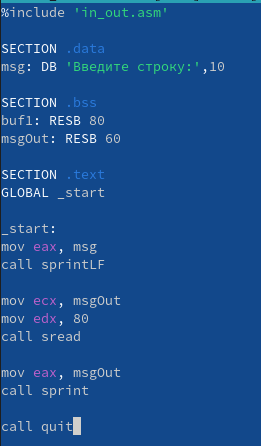 %include 'in_out.asm'
SECTION .data
msg: DB 'Введите строку:',10
SECTION .bss
buf1: RESB 80
msgOut: RESB 60
SECTION .text
GLOBAL _start
_start:
mov eax, msg
call sprintLF
mov ecx, msgOut
mov edx, 80
call sread
mov eax, msgOut
call sprint
call quit